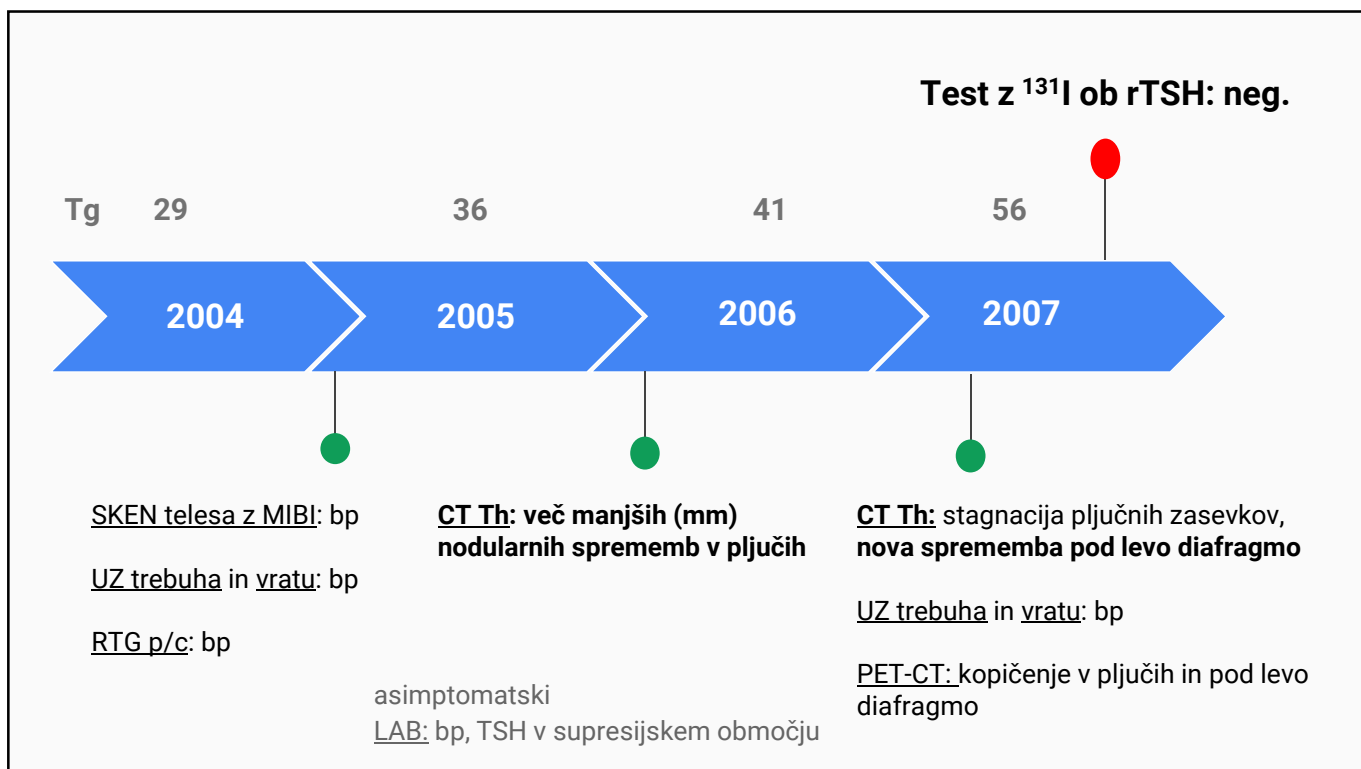 Test z ¹³¹I ob rTSH: neg.
Tg 29 36 41 56
2004 2005 2006 2007
SKEN telesa z MIBI: bp
UZ trebuha in vratu: bp
RTG p/c: bp
CT Th: več manjših (mm)
nodularnih sprememb v pljučih
asimptomatski
LAB: bp, TSH v supresijskem območju
CT Th: stagnacija pljučnih zasevkov,
nova sprememba pod levo diafragmo
UZ trebuha in vratu: bp
PET-CT: kopičenje v pljučih in pod levo
diafragmo